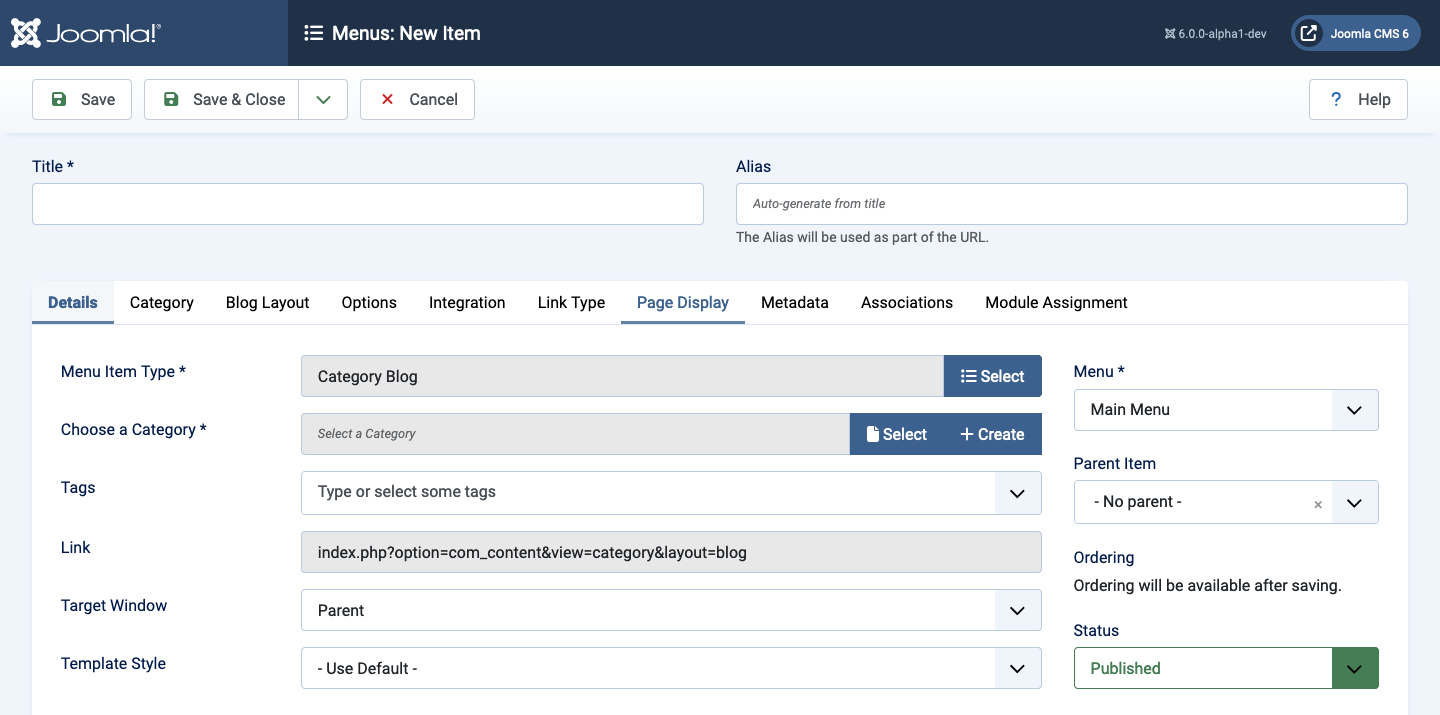 Joomla!® Menus: New Item 6.0.0-alpha1-dev Joomla CMS 6
Save Save & Close Cancel ? Help
Title * Alias
Auto-generate from title
The Alias will be used as part of the URL.
Details Category Blog Layout Options Integration Link Type Page Display Metadata Associations Module Assignment
Menu Item Type * Category Blog Select
Choose a Category * Select a Category Select + Create
Tags Type or select some tags
Link index.php?option=com_content&view=category&layout=blog
Target Window Parent
Template Style - Use Default -
Menu *
Main Menu
Parent Item
- No parent - ×
Ordering
Ordering will be available after saving.
Status
Published